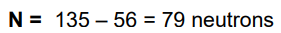 N = 135 – 56 = 79 neutrons